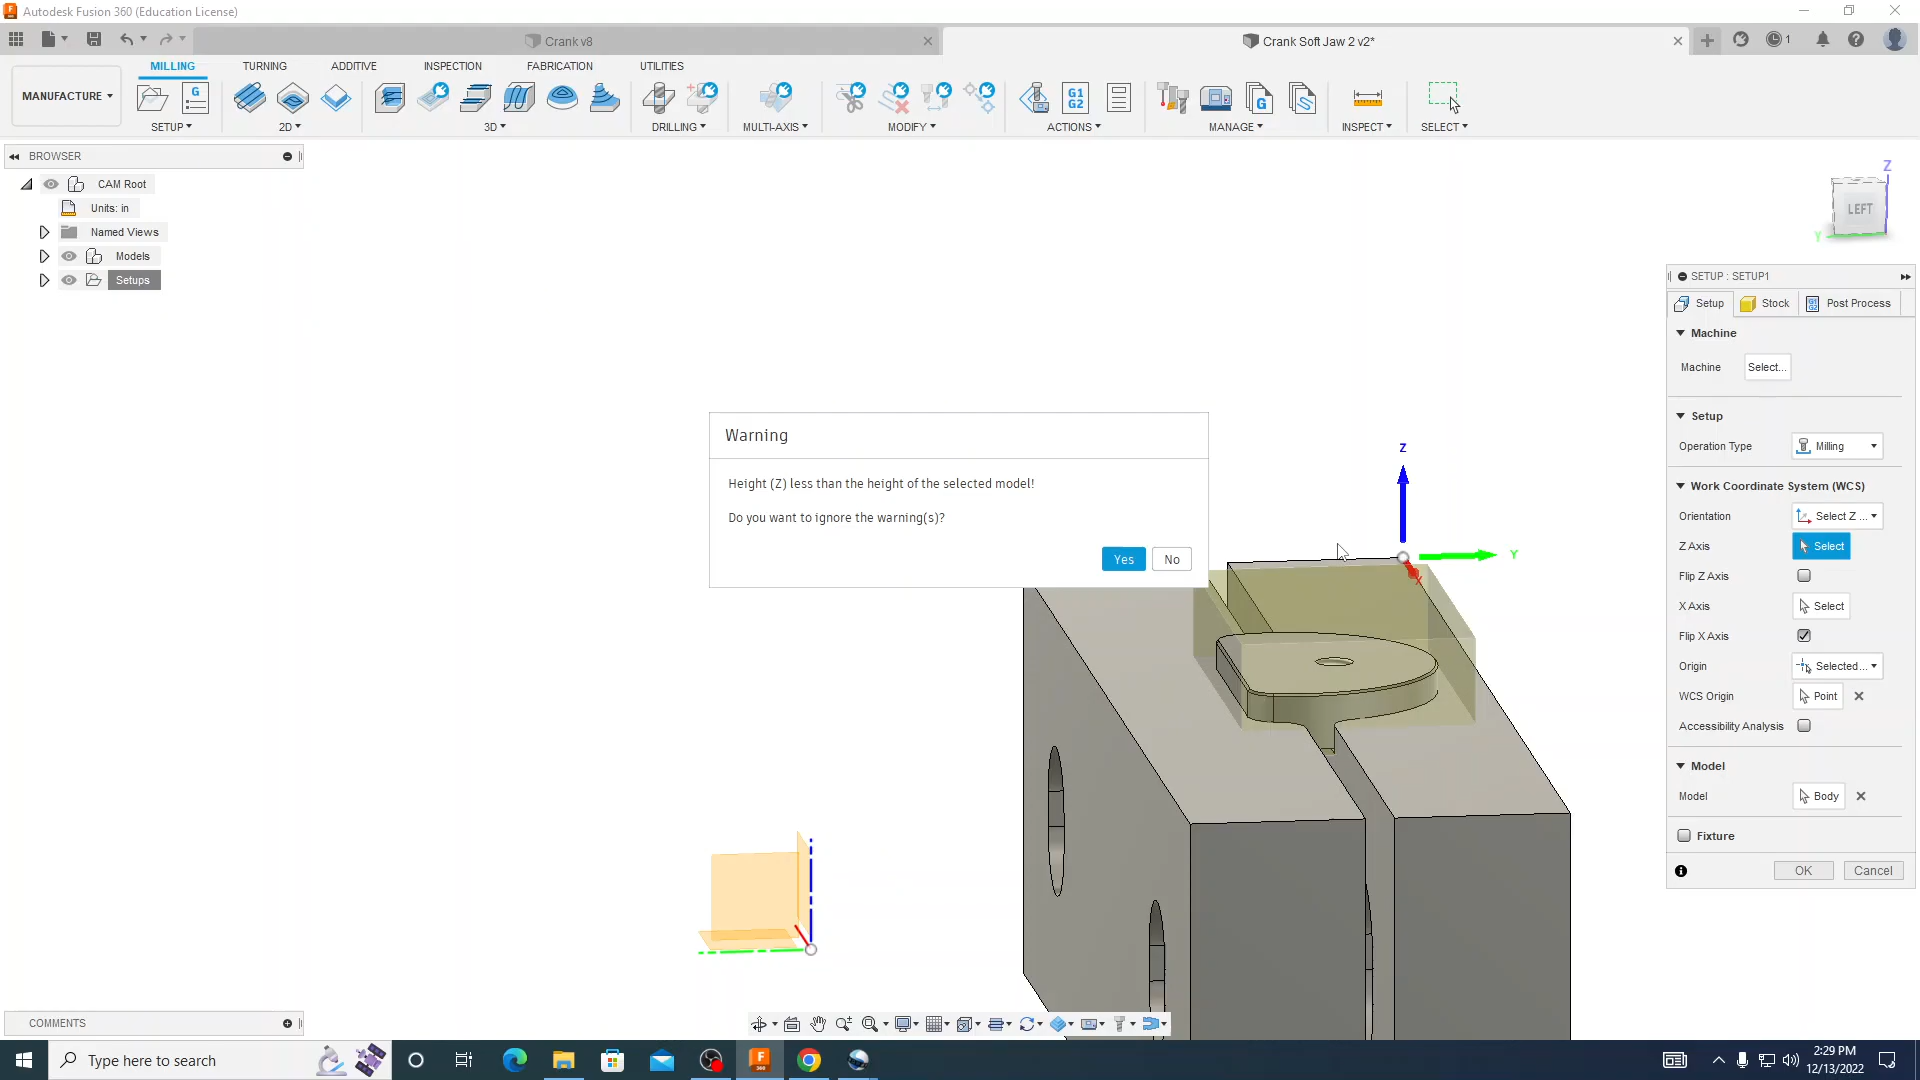 Autodesk Fusion 360 (Education License)
Crank v8
Crank Soft Jaw 2 v2*
1
MANUFACTURE
MILLING
TURNING
ADDITIVE
INSPECTION
FABRICATION
UTILITIES
G
G1
G2
G
S
SETUP
2D
3D
DRILLING
MULTI-AXIS
MODIFY
ACTIONS
MANAGE
INSPECT
SELECT
BROWSER
CAM Root
Units: in
Named Views
Models
Setups
Z
LEFT
Y
SETUP : SETUP1
Setup
Stock
Post Process
Machine
Machine
Select...
Setup
Operation Type
Milling
Work Coordinate System (WCS)
Orientation
Select Z ...
Z Axis
Select
Flip Z Axis
X Axis
Select
Flip X Axis
Origin
Selected...
WCS Origin
Point
Accessibility Analysis
Model
Model
Body
Fixture
OK
Cancel
Warning
Height (Z) less than the height of the selected model!
Do you want to ignore the warning(s)?
Yes
No
Z
Y
X
COMMENTS
Type here to search
F
360
2:29 PM
12/13/2022